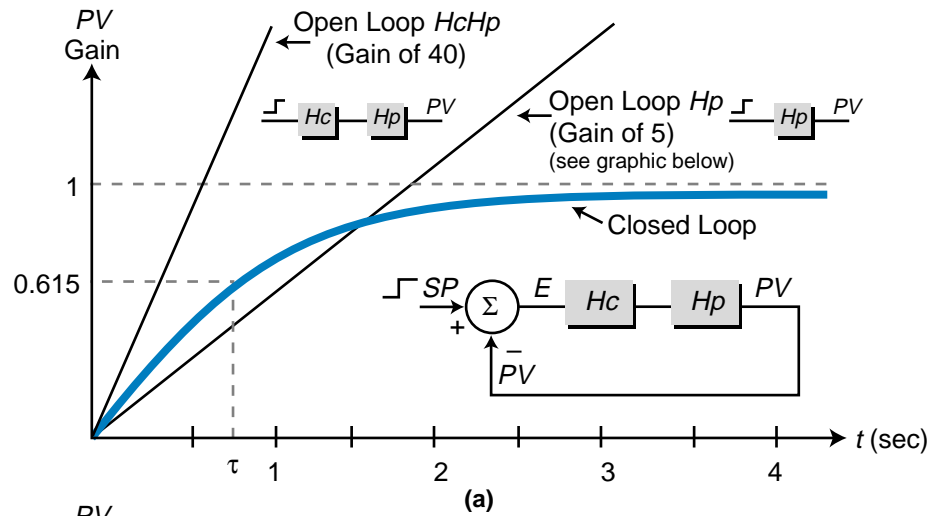 PV
Gain
Open Loop HcHp
(Gain of 40)
Hc
Hp
PV
Open Loop Hp
(Gain of 5)
(see graphic below)
Hp
PV
1
Closed Loop
0.615
SP
+
Σ
E
Hc
Hp
PV
–
PV
τ
1
2
3
4
t (sec)
(a)
PV